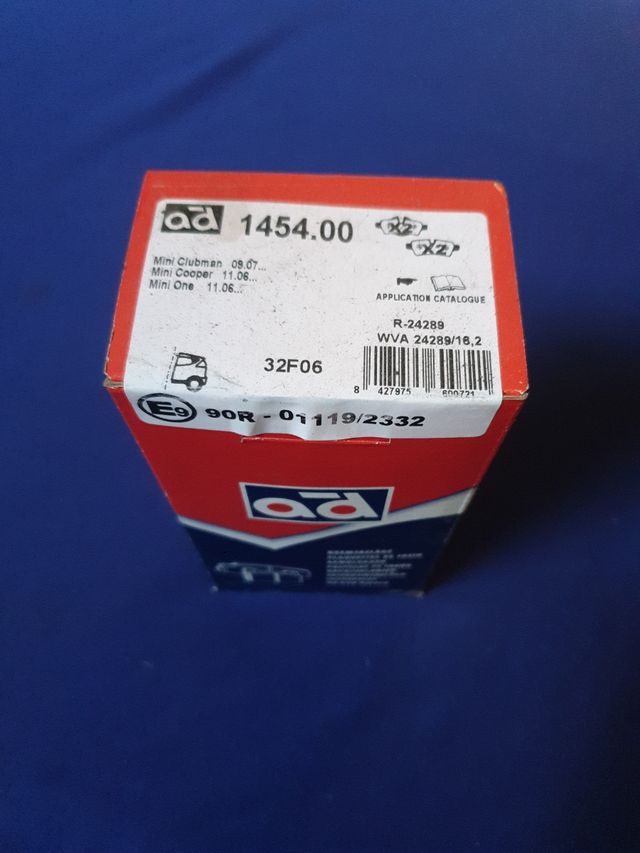 ad 1454.00
X2
X2
Mini Clubman 09.07...
Mini Cooper 11.06...
Mini One 11.06...
APPLICATION CATALOGUE
R-24289
WVA 24289/16,2
32F06
8 427975 600721
E9 90R - 01119/2332
ad